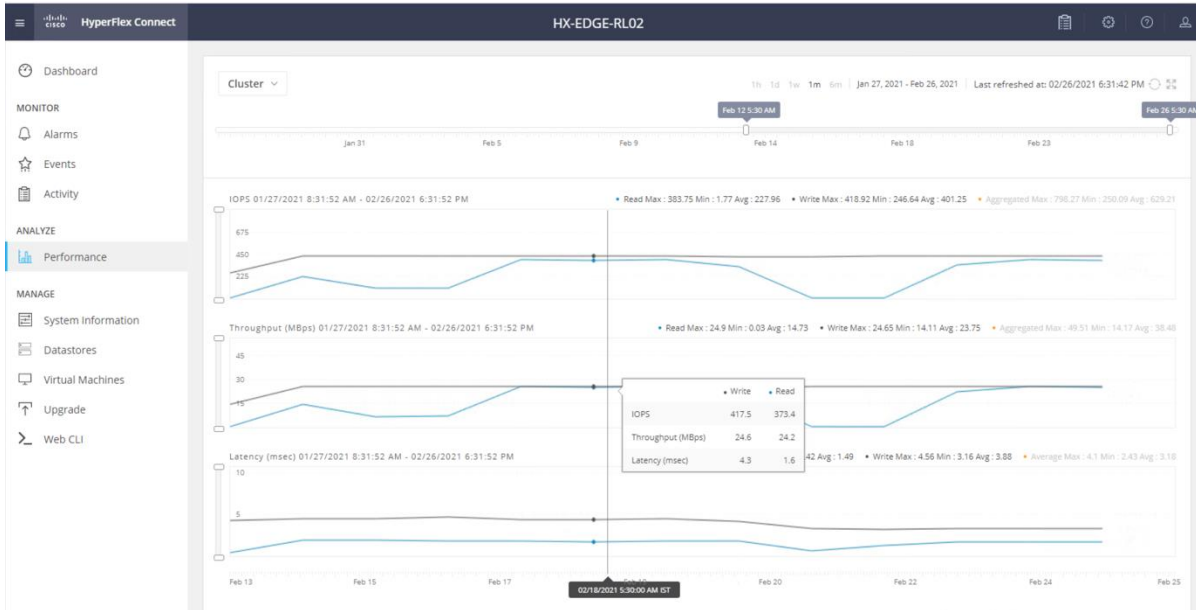 cisco HyperFlex Connect HX-EDGE-RL02
Dashboard
MONITOR
Alarms
Events
Activity
ANALYZE
Performance
MANAGE
System Information
Datastores
Virtual Machines
Upgrade
Web CLI
Cluster 1h 1d 1w 1m 6m Jan 27, 2021 - Feb 26, 2021 Last refreshed at: 02/26/2021 6:31:42 PM
Feb 12 5:30 AM Feb 26 5:30 AM
Jan 31 Feb 5 Feb 9 Feb 14 Feb 18 Feb 23
IOPS 01/27/2021 8:31:52 AM - 02/26/2021 6:31:52 PM • Read Max : 383.75 Min : 1.77 Avg : 227.96 • Write Max : 418.92 Min : 246.64 Avg : 401.25 • Aggregated Max : 798.27 Min : 250.09 Avg : 629.21
675
450
225
Throughput (MBps) 01/27/2021 8:31:52 AM - 02/26/2021 6:31:52 PM • Read Max : 24.9 Min : 0.03 Avg : 14.73 • Write Max : 24.65 Min : 14.11 Avg : 23.75 • Aggregated Max : 49.51 Min : 14.17 Avg : 38.48
45
30
15
• Write • Read
IOPS 417.5 373.4
Throughput (MBps) 24.6 24.2
Latency (msec) 4.3 1.6
Latency (msec) 01/27/2021 8:31:52 AM - 02/26/2021 6:31:52 PM 42 Avg : 1.49 • Write Max : 4.56 Min : 3.16 Avg : 3.88 • Average Max : 4.1 Min : 2.43 Avg : 3.18
10
5
Feb 13 Feb 15 Feb 17 Feb 20 Feb 22 Feb 24 Feb 25
02/18/2021 5:30:00 AM IST